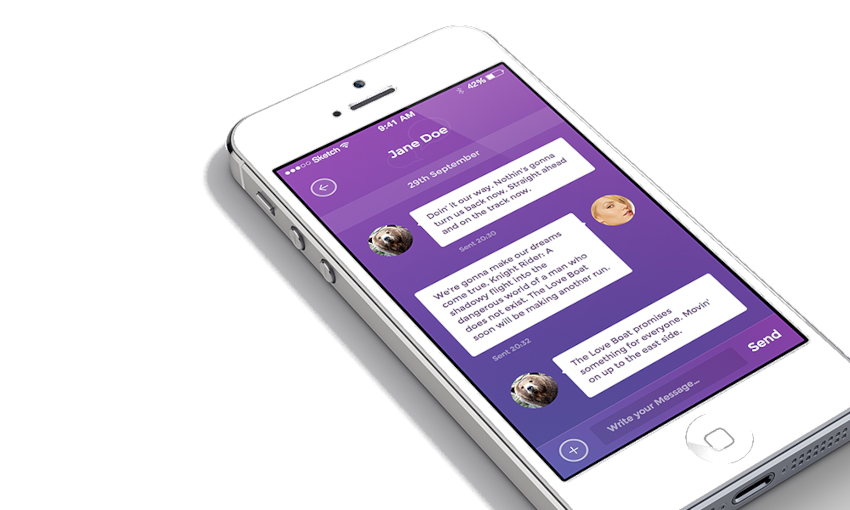 Sketch
9:41 AM
42%
Jane Doe
29th September
Doin' it our way. Nothin's gonna
turn us back now. Straight ahead
and on the track now.
Sent 20:30
We're gonna make our dreams
come true. Knight Rider: A
shadowy flight into the
dangerous world of a man who
does not exist. The Love Boat
soon will be making another run.
Sent 20:32
The Love Boat promises
something for everyone. Movin'
on up to the east side.
Write your Message...
Send